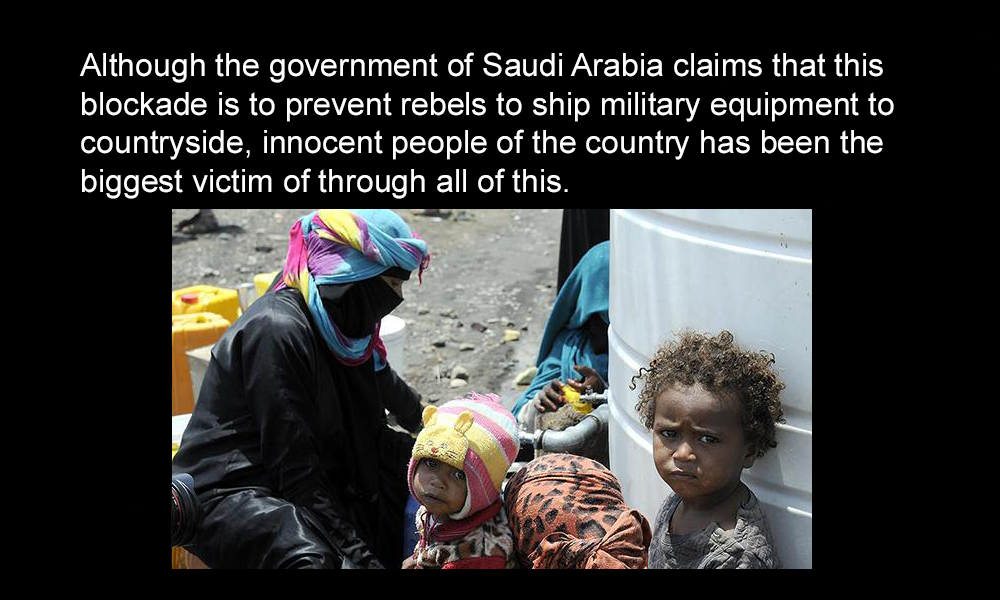 Although the government of Saudi Arabia claims that this
blockade is to prevent rebels to ship military equipment to
countryside, innocent people of the country has been the
biggest victim of through all of this.